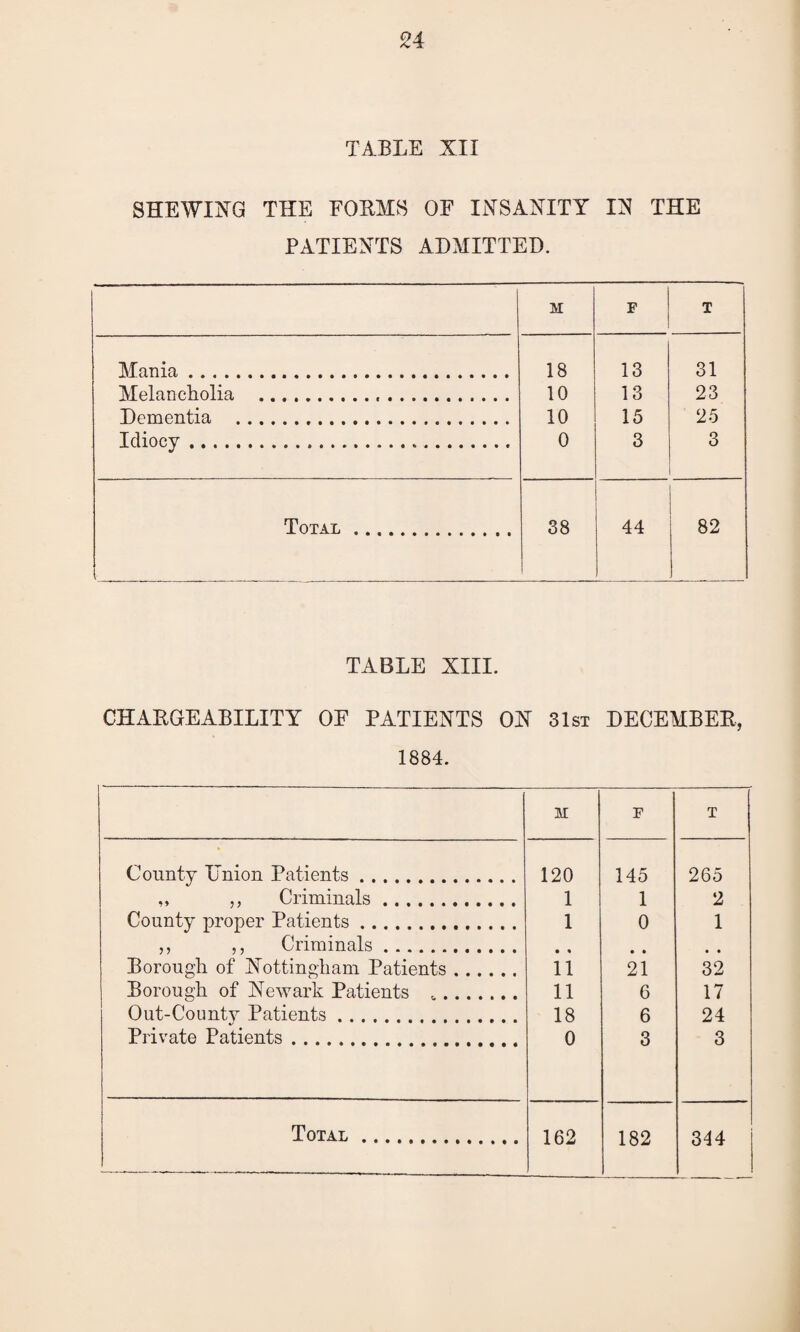 24
TABLE XII
SHEWING THE FORMS OF INSANITY IN THE
PATIENTS ADMITTED.
M F T
Mania .................... 18 13 31
Melancholia .................... 10 13 23
Dementia .................... 10 15 25
Idiocy .................... 0 3 3
TOTAL .............. 38 44 82
TABLE XIII.
CHARGEABILITY OF PATIENTS ON 31ST DECEMBER,
1884.
M F T
County Union Patients .............. 120 145 265
,, ,, Criminals ............ 1 1 2
County proper Patients .............. 1 0 1
,, ,, Criminals ............ .. .. ..
Borough of Nottingham Patients ...... 11 21 32
Borough of Newark Patients ........ 11 6 17
Out-County Patients ................ 18 6 24
Private Patients .................... 0 3 3
TOTAL .............. 162 182 344